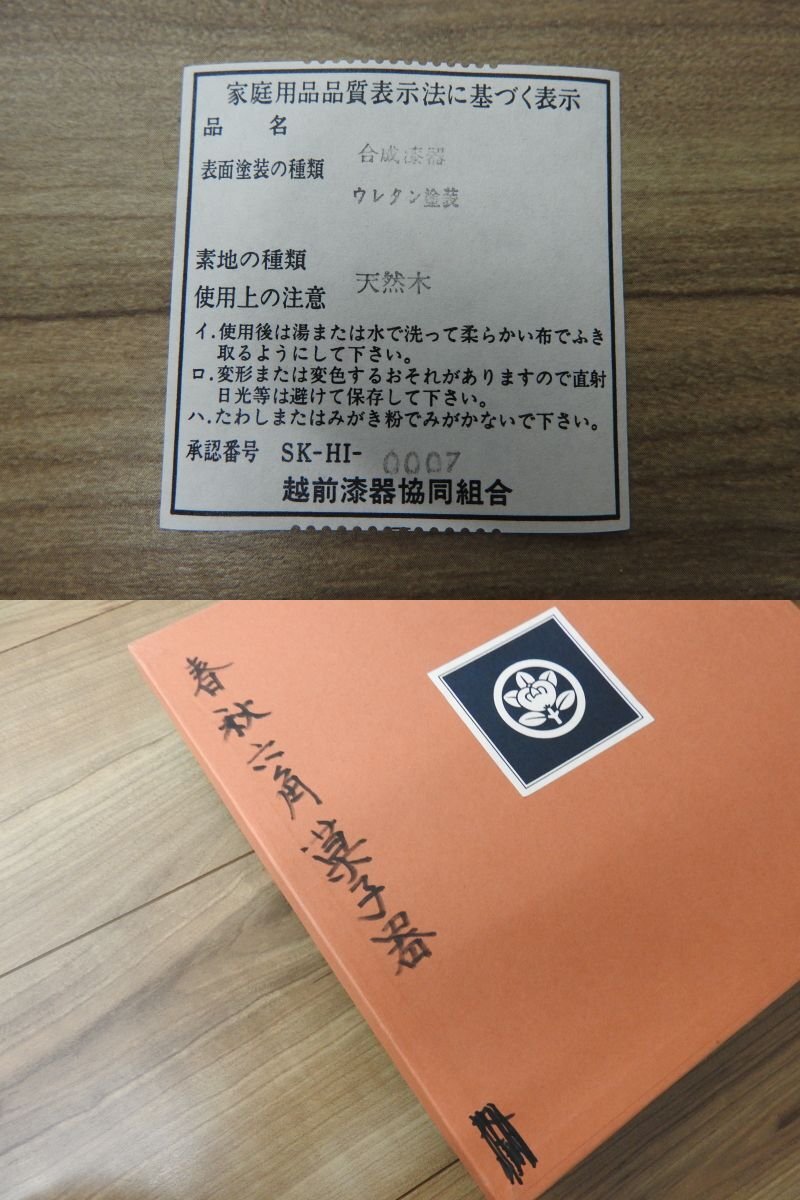 家庭用品品質表示法に基づく表示
品 名
合成漆器
表面塗装の種類
ウレタン塗装
素地の種類
天然木
使用上の注意
イ.使用後は湯または水で洗って柔らかい布でふき
取るようにして下さい。
ロ.変形または変色するおそれがありますので直射
日光等は避けて保存して下さい。
ハ.たわしまたはみがき粉でみがかないで下さい。
承認番号 SK-HI-0007
越前漆器協同組合
春秋六角菓子器